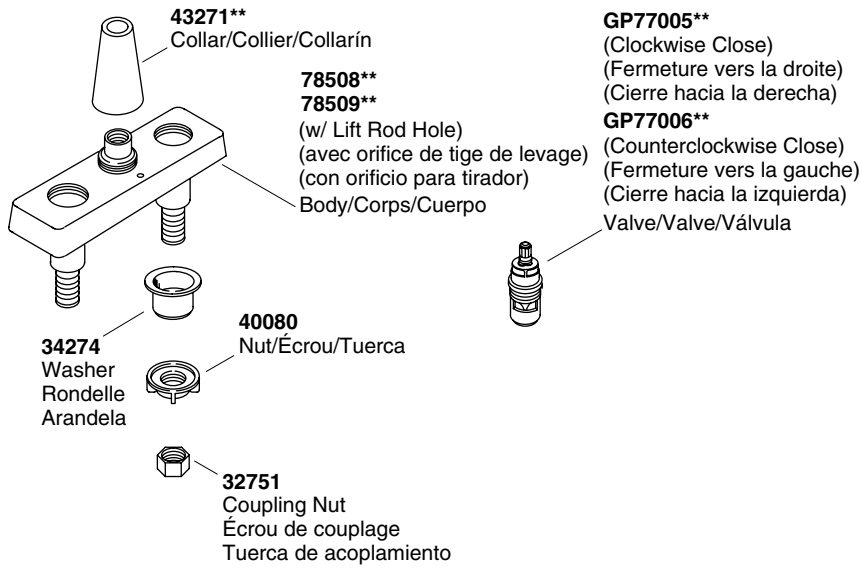 43271**
Collar/Collier/Collarín
78508**
78509**
(w/ Lift Rod Hole)
(avec orifice de tige de levage)
(con orificio para tirador)
Body/Corps/Cuerpo
GP77005**
(Clockwise Close)
(Fermeture vers la droite)
(Cierre hacia la derecha)
GP77006**
(Counterclockwise Close)
(Fermeture vers la gauche)
(Cierre hacia la izquierda)
Valve/Valve/Válvula
34274
Washer
Rondelle
Arandela
40080
Nut/Écrou/Tuerca
32751
Coupling Nut
Écrou de couplage
Tuerca de acoplamiento